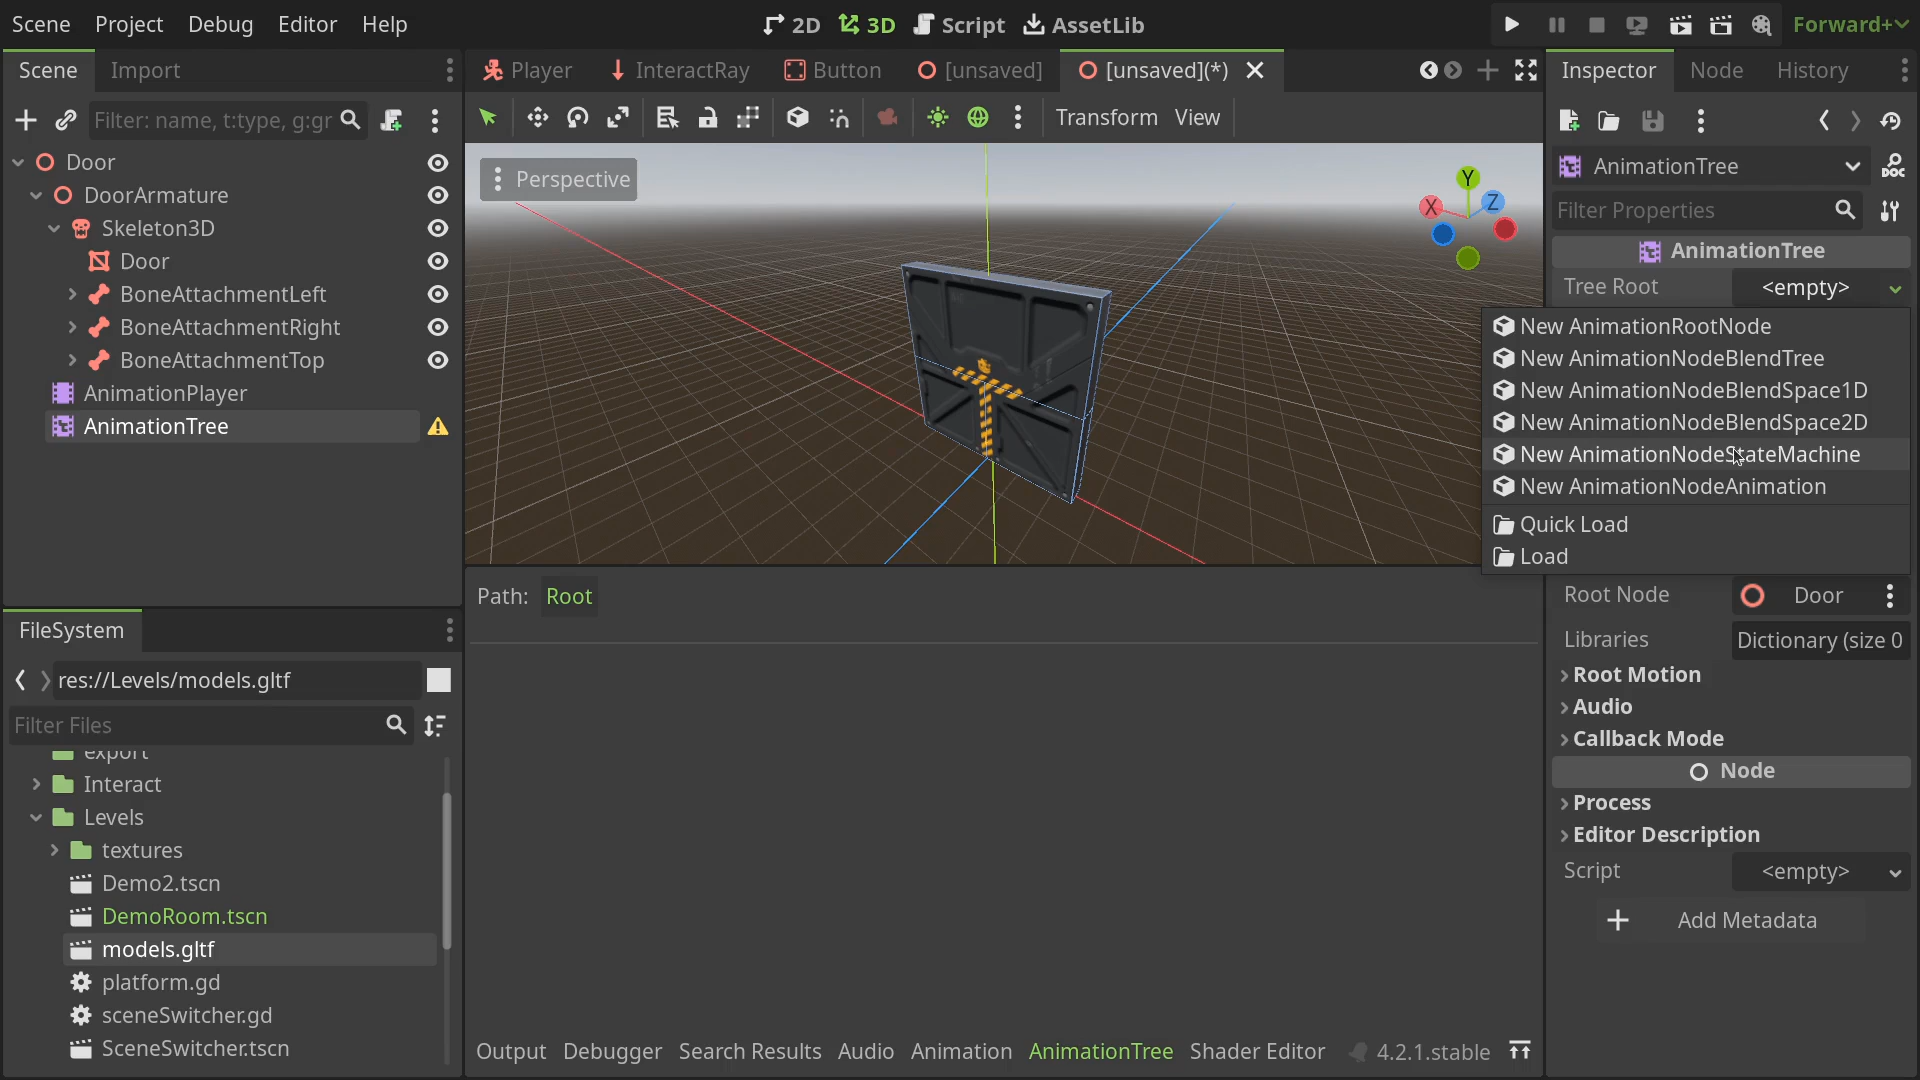 Scene Project Debug Editor Help
2D 3D Script AssetLib
Forward+
Scene Import
Filter: name, t:type, g:gr
Door
DoorArmature
Skeleton3D
Door
BoneAttachmentLeft
BoneAttachmentRight
BoneAttachmentTop
AnimationPlayer
AnimationTree
FileSystem
res://Levels/models.gltf
Filter Files
export
Interact
Levels
textures
Demo2.tscn
DemoRoom.tscn
models.gltf
platform.gd
sceneSwitcher.gd
SceneSwitcher.tscn
Player InteractRay Button [unsaved] [unsaved](*)
Transform View
Perspective
Y
X
Z
Path: Root
Output Debugger Search Results Audio Animation AnimationTree Shader Editor 4.2.1.stable
Inspector Node History
AnimationTree
DOC
Filter Properties
AnimationTree
Tree Root <empty>
New AnimationRootNode
New AnimationNodeBlendTree
New AnimationNodeBlendSpace1D
New AnimationNodeBlendSpace2D
New AnimationNodeStateMachine
New AnimationNodeAnimation
Quick Load
Load
Root Node Door
Libraries Dictionary (size 0
Root Motion
Audio
Callback Mode
Node
Process
Editor Description
Script <empty>
Add Metadata